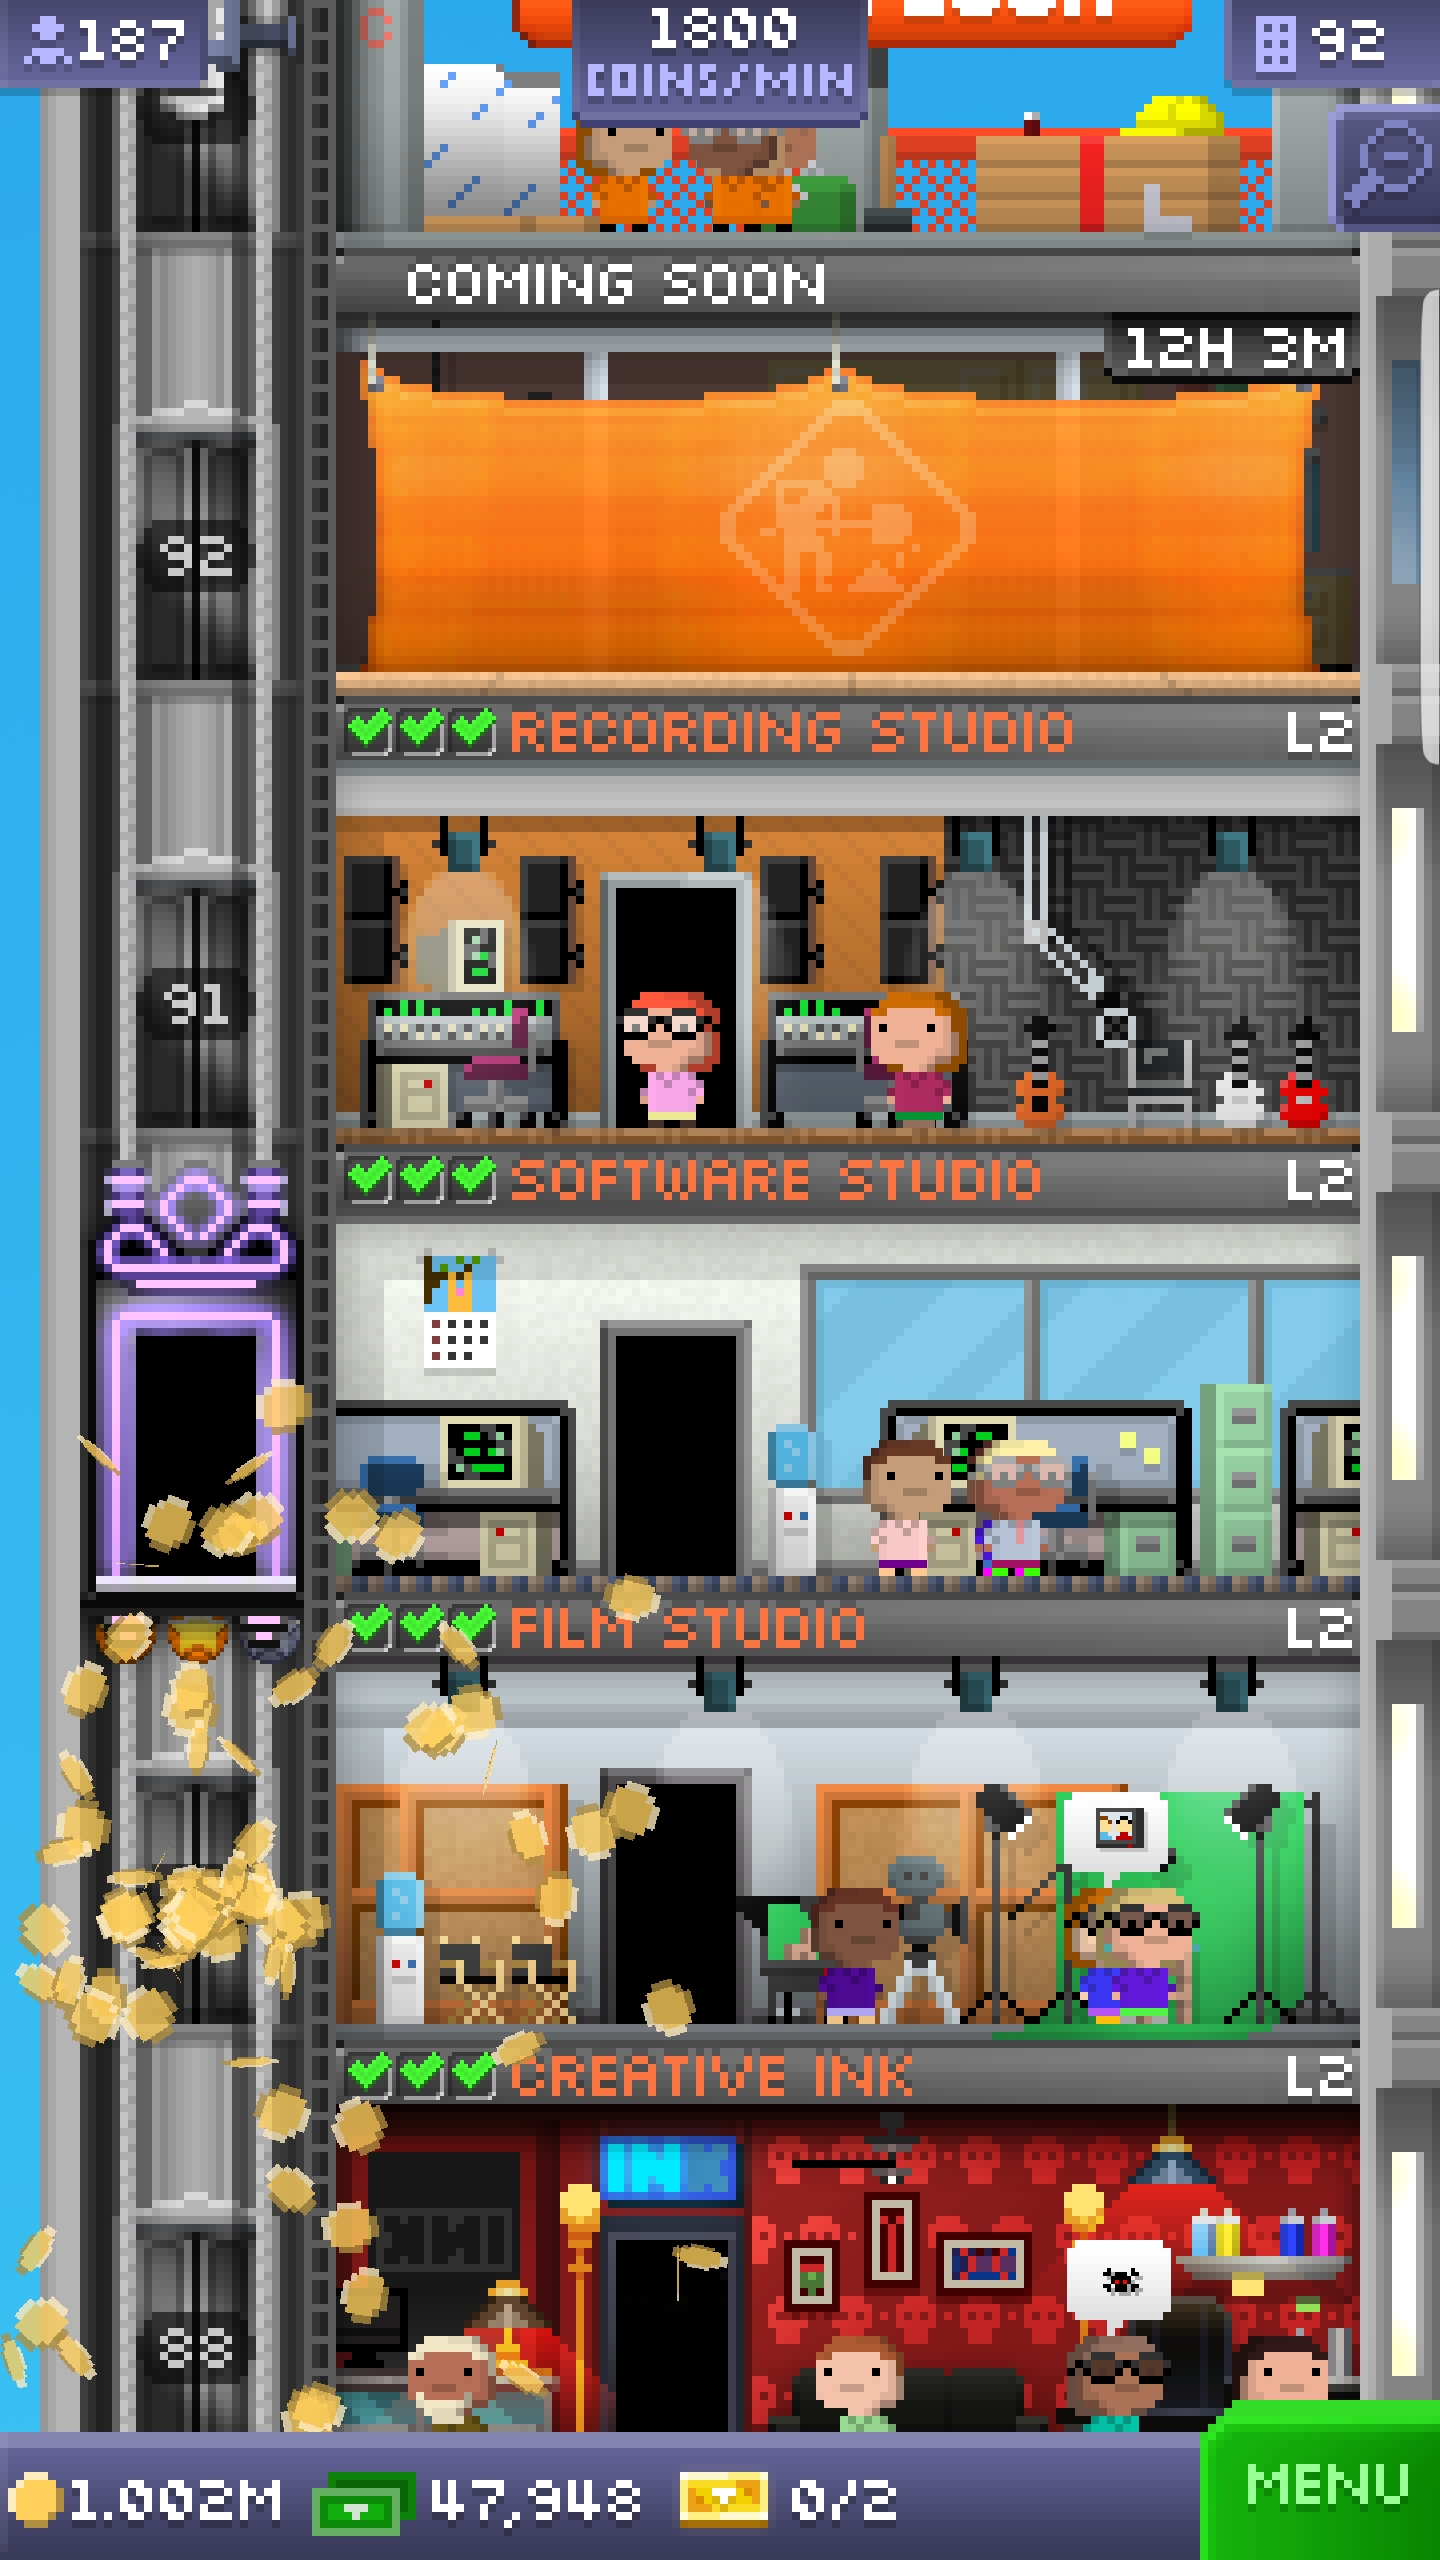 187
1800
COINS/MIN
92
COMING SOON
12H 3M
92
RECORDING STUDIO L2
91
SOFTWARE STUDIO L2
FILM STUDIO L2
CREATIVE INK L2
INK
88
1.002M 47,948 0/2 MENU